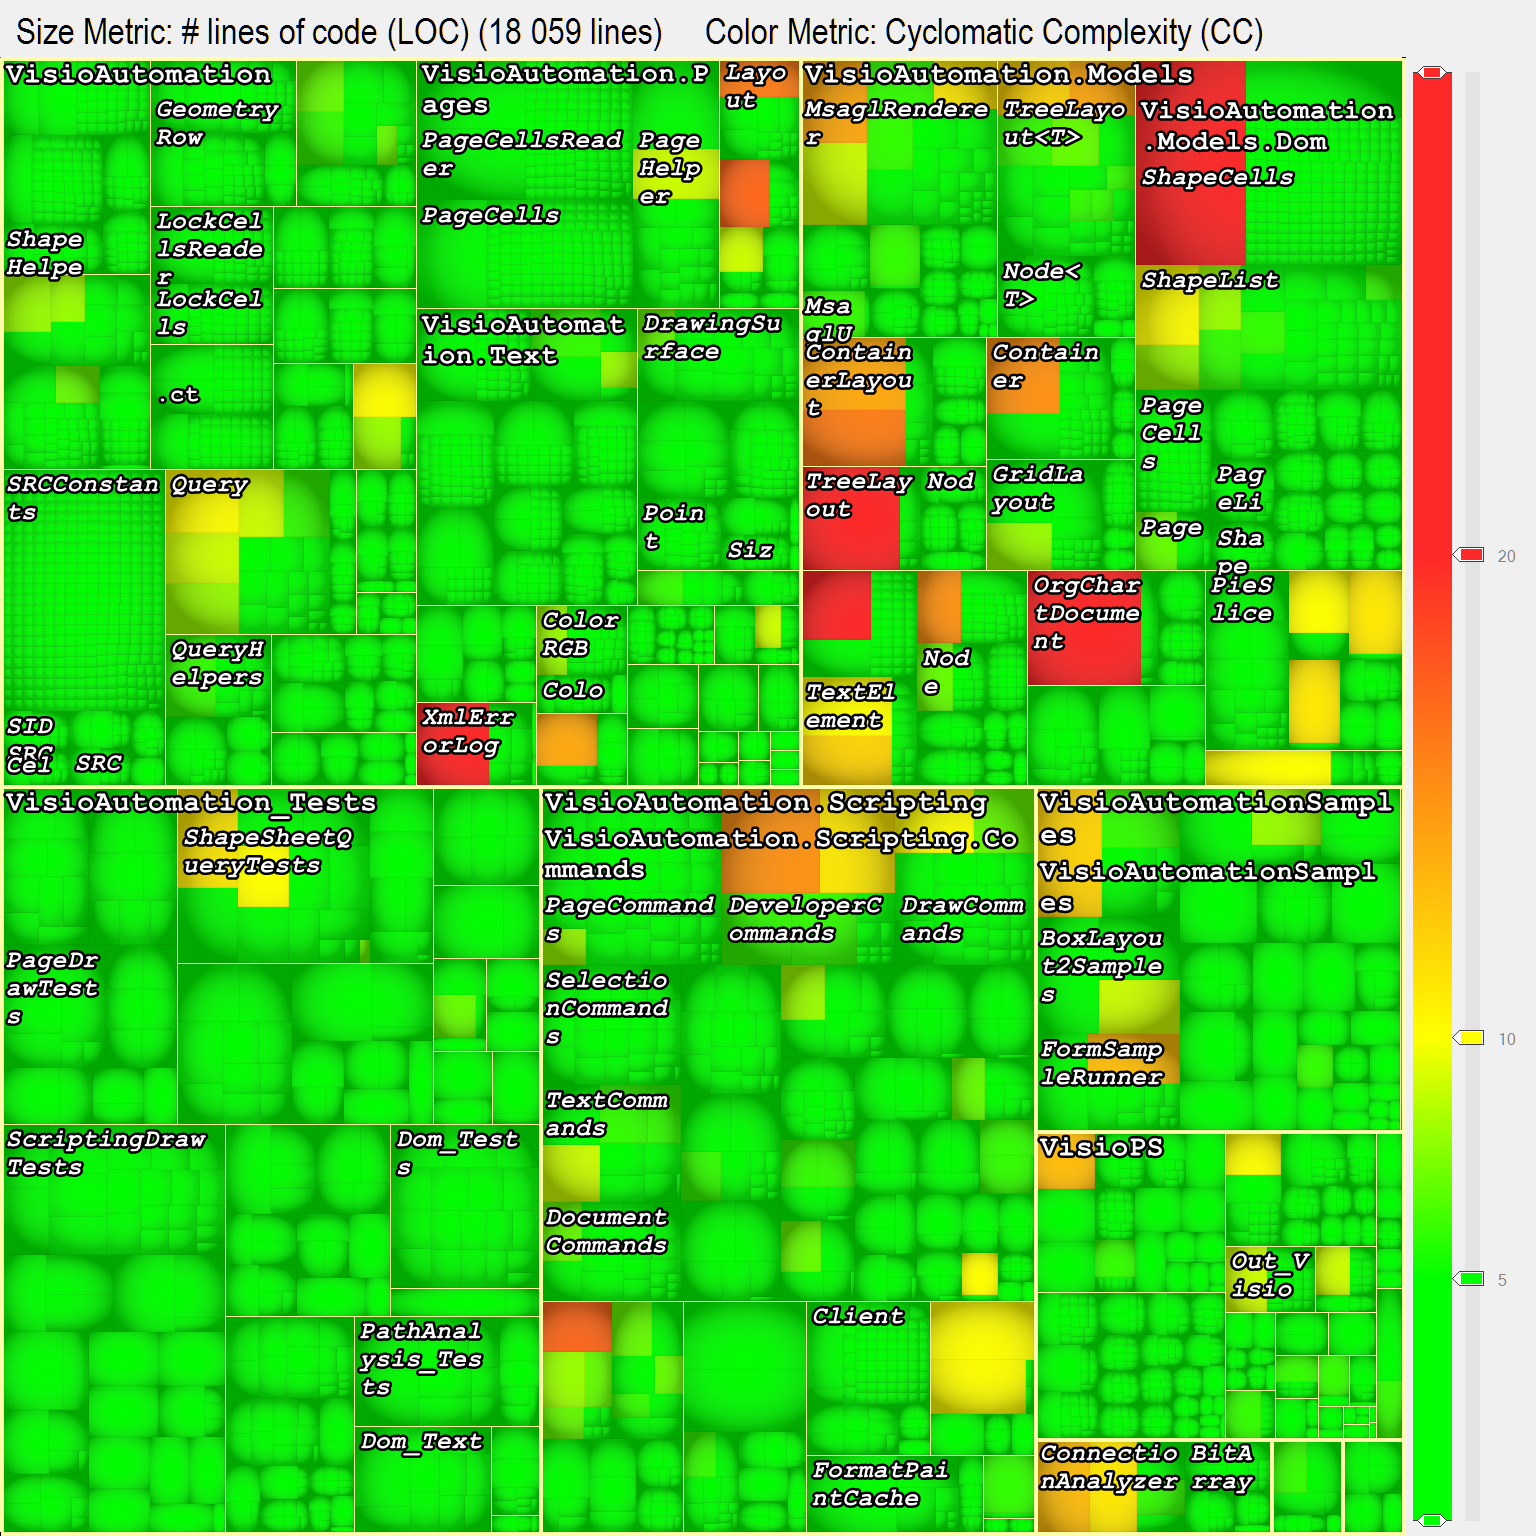 Size Metric: # lines of code (LOC) (18 059 lines) Color Metric: Cyclomatic Complexity (CC)
VisioAutomation
Geometry
Row
Shape
Helpe
LockCel
lsReade
r
LockCel
ls
.ct
SRCConstan
ts
Query
QueryH
elpers
SID
SRC
Cel
SRC
VisioAutomation.P
ages
PageCellsRead
er
PageCells
Page
Help
er
Layo
ut
VisioAutomat
ion.Text
DrawingSu
rface
Poin
t
Siz
Color
RGB
Colo
XmlErr
orLog
VisioAutomation.Models
MsaglRendere
r
TreeLayo
ut<T>
Msa
glU
Node<
T>
VisioAutomation
.Models.Dom
ShapeCells
ShapeList
Contain
erLayou
t
Contain
er
Page
Cell
s
Pag
eLi
Page
Sha
pe
TreeLay
out
Nod
GridLa
yout
Nod
e
TextEl
ement
OrgChar
tDocume
nt
PieS
lice
VisioAutomation_Tests
ShapeSheetQ
ueryTests
PageDr
awTest
s
ScriptingDraw
Tests
Dom_Test
s
PathAnal
ysis_Tes
ts
Dom_Text
VisioAutomation.Scripting
VisioAutomation.Scripting.Co
mmands
PageCommand
s
DeveloperC
ommands
DrawComm
ands
Selectio
nCommand
s
TextComm
ands
Document
Commands
Client
FormatPai
ntCache
VisioAutomationSampl
es
VisioAutomationSampl
es
BoxLayou
t2Sample
s
FormSamp
leRunner
VisioPS
Out_V
isio
Connectio
nAnalyzer
BitA
rray
20
10
5